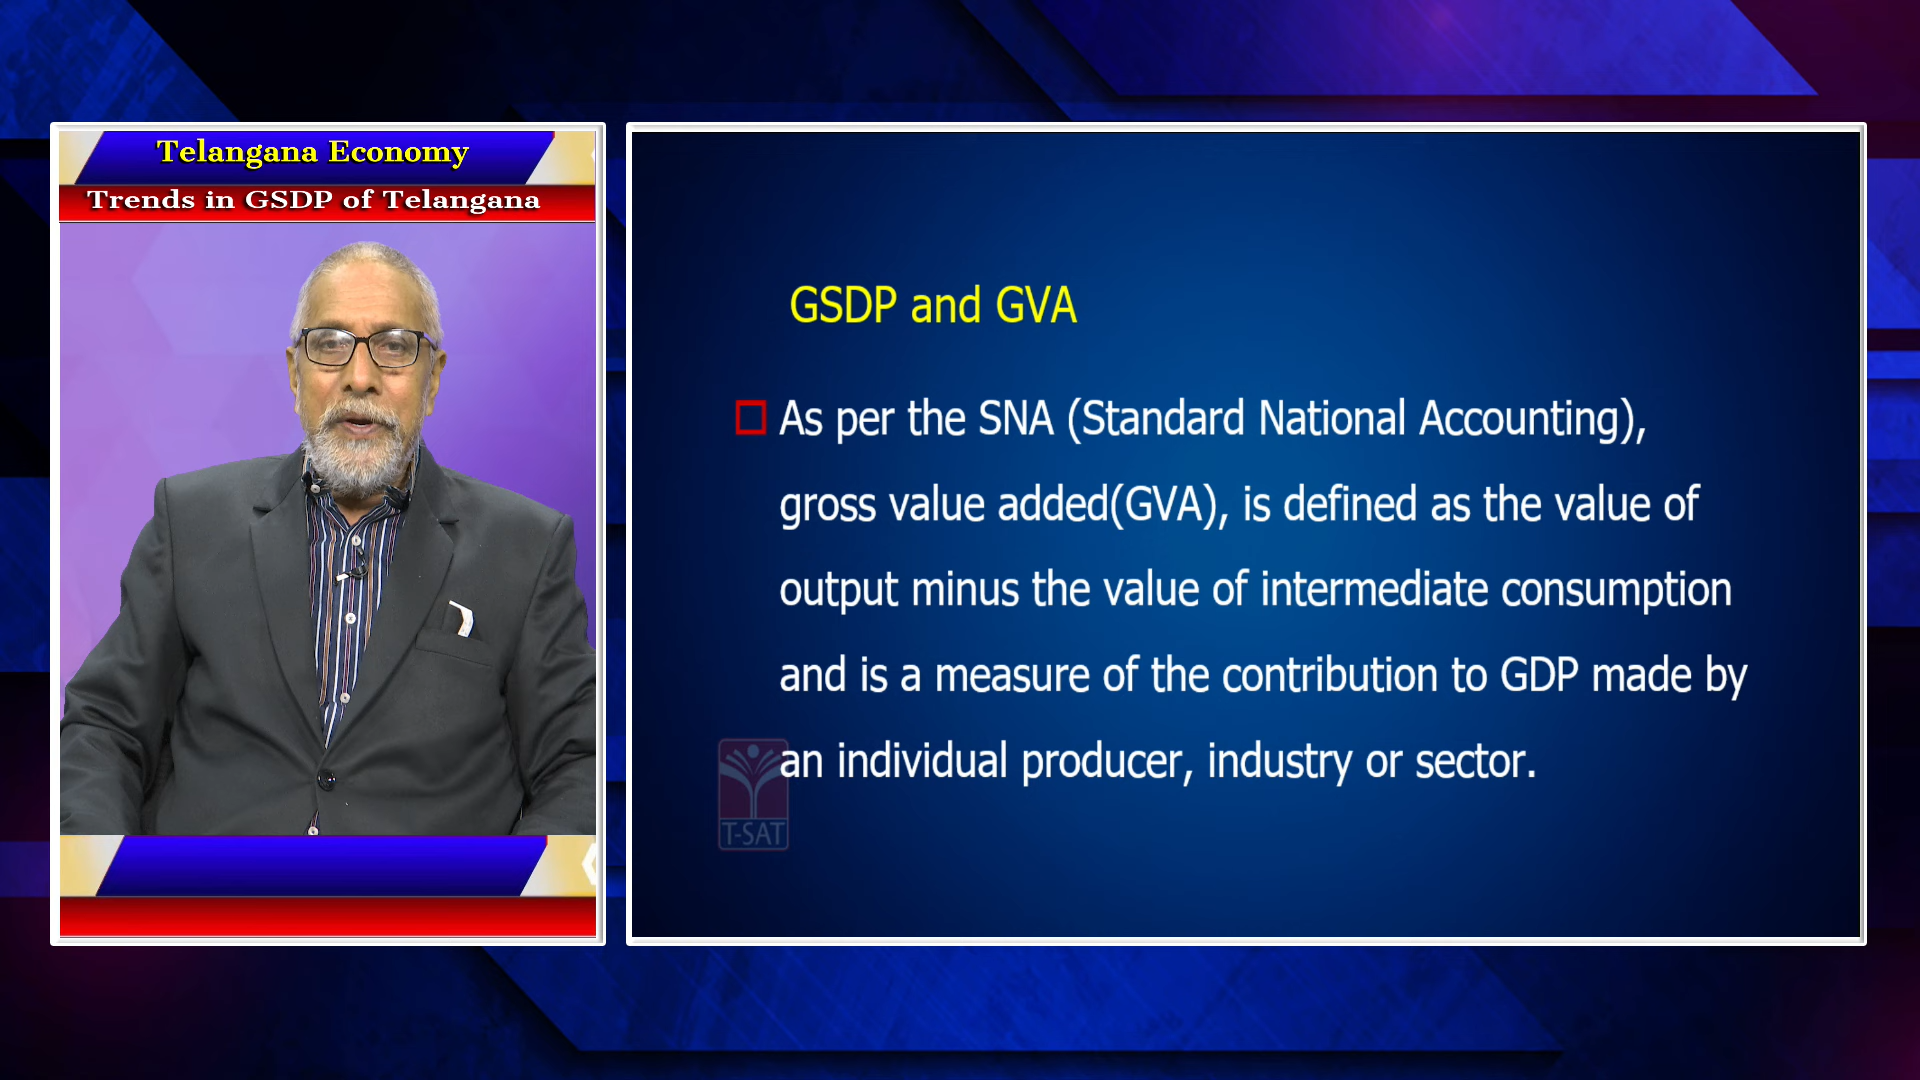 Telangana Economy
Trends in GSDP of Telangana
GSDP and GVA
As per the SNA (Standard National Accounting),
gross value added(GVA), is defined as the value of
output minus the value of intermediate consumption
and is a measure of the contribution to GDP made by
an individual producer, industry or sector.
T-SAT